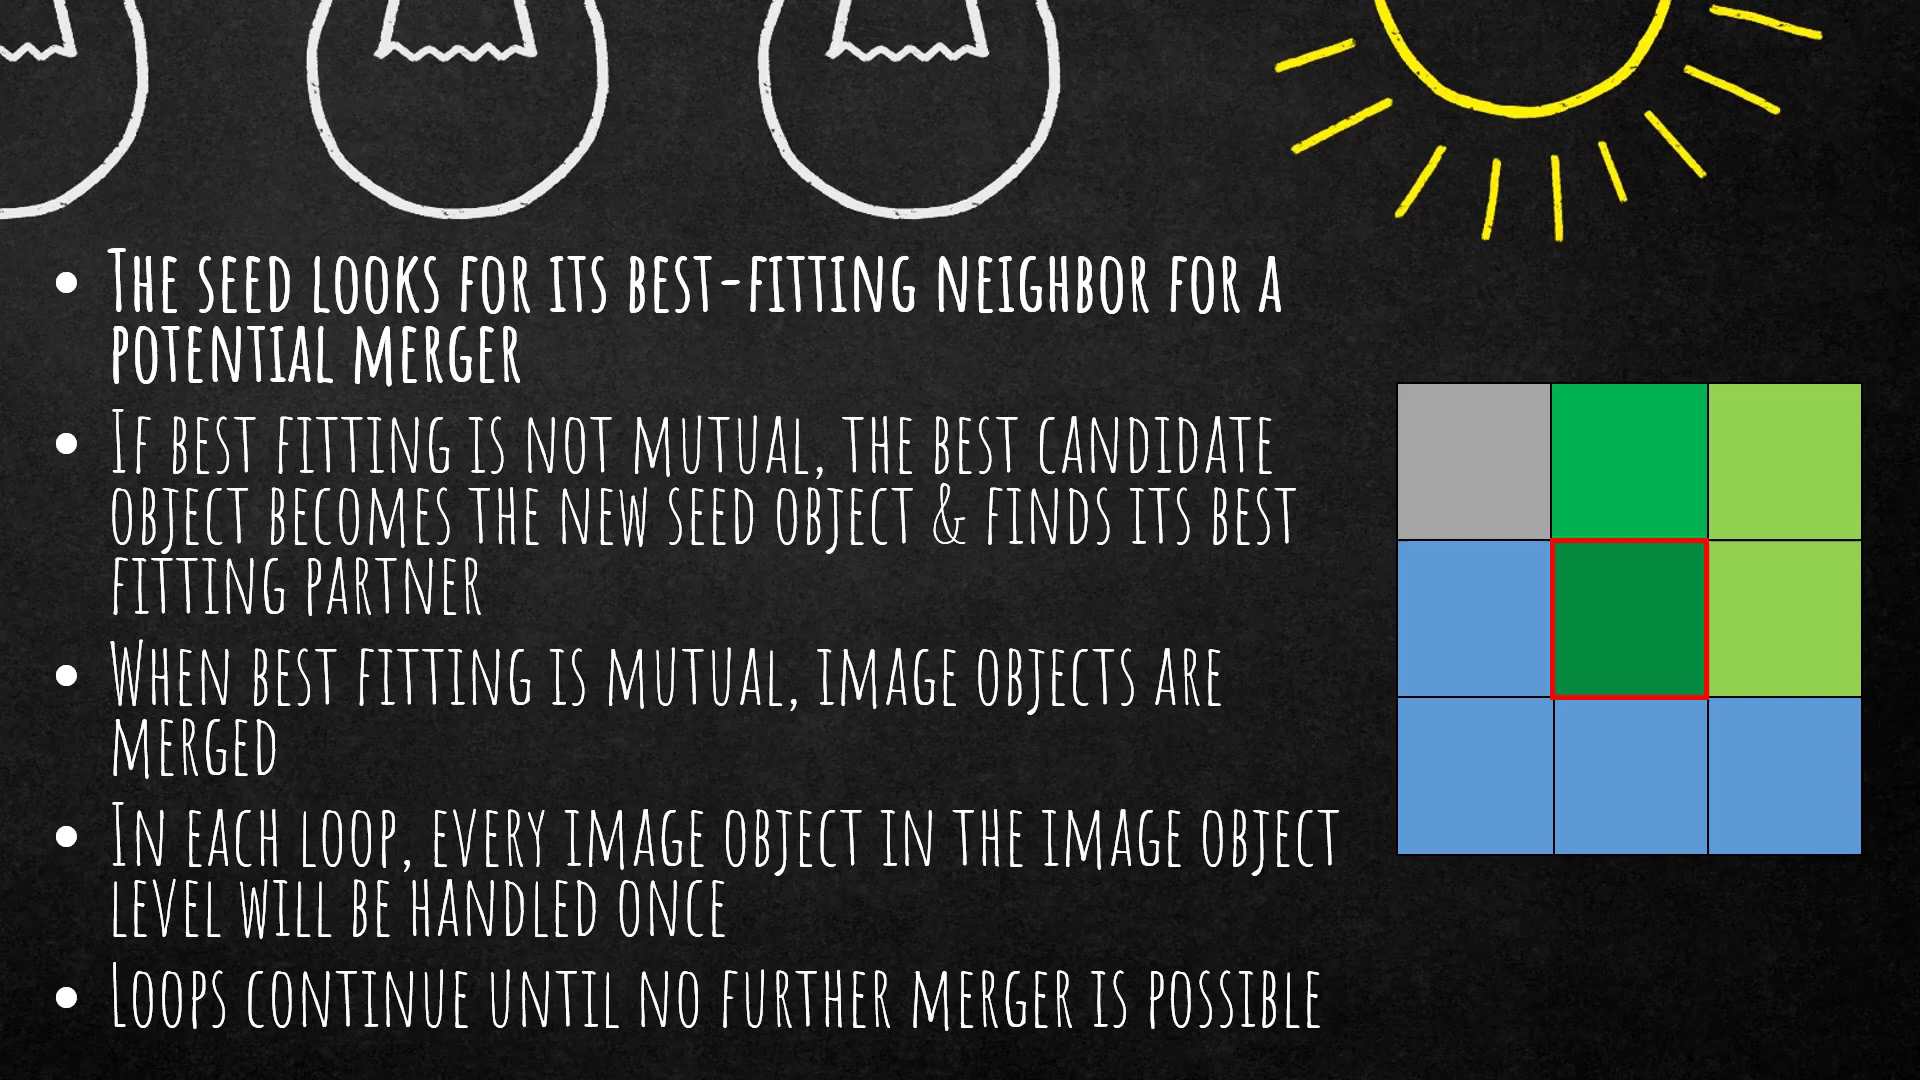 • The seed looks for its best-fitting neighbor for a
potential merger
• If best fitting is not mutual, the best candidate
object becomes the new seed object & finds its best
fitting partner
• When best fitting is mutual, image objects are
merged
• In each loop, every image object in the image object
level will be handled once
• Loops continue until no further merger is possible